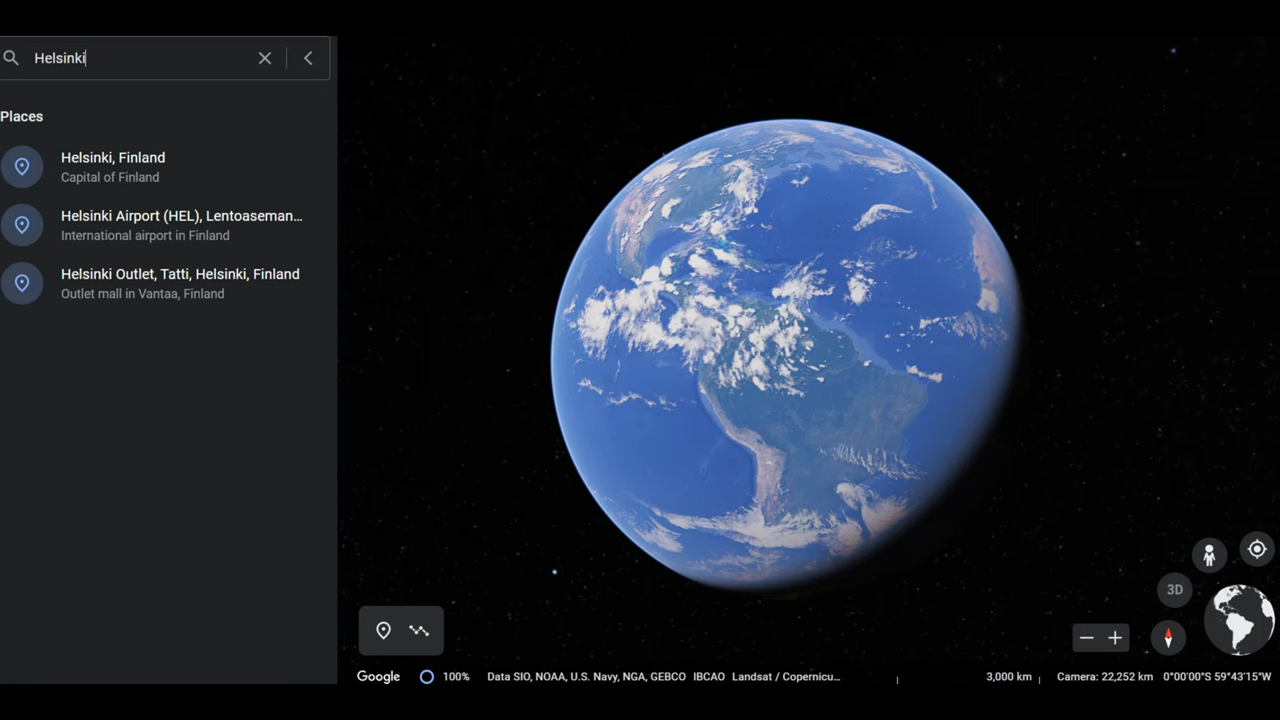 Helsinki
Places
Helsinki, Finland
Capital of Finland
Helsinki Airport (HEL), Lentoaseman...
International airport in Finland
Helsinki Outlet, Tatti, Helsinki, Finland
Outlet mall in Vantaa, Finland
3D
Google 100% Data SIO, NOAA, U.S. Navy, NGA, GEBCO IBCAO Landsat / Copernicu... 3,000 km Camera: 22,252 km 0°00'00"S 59°43'15"W